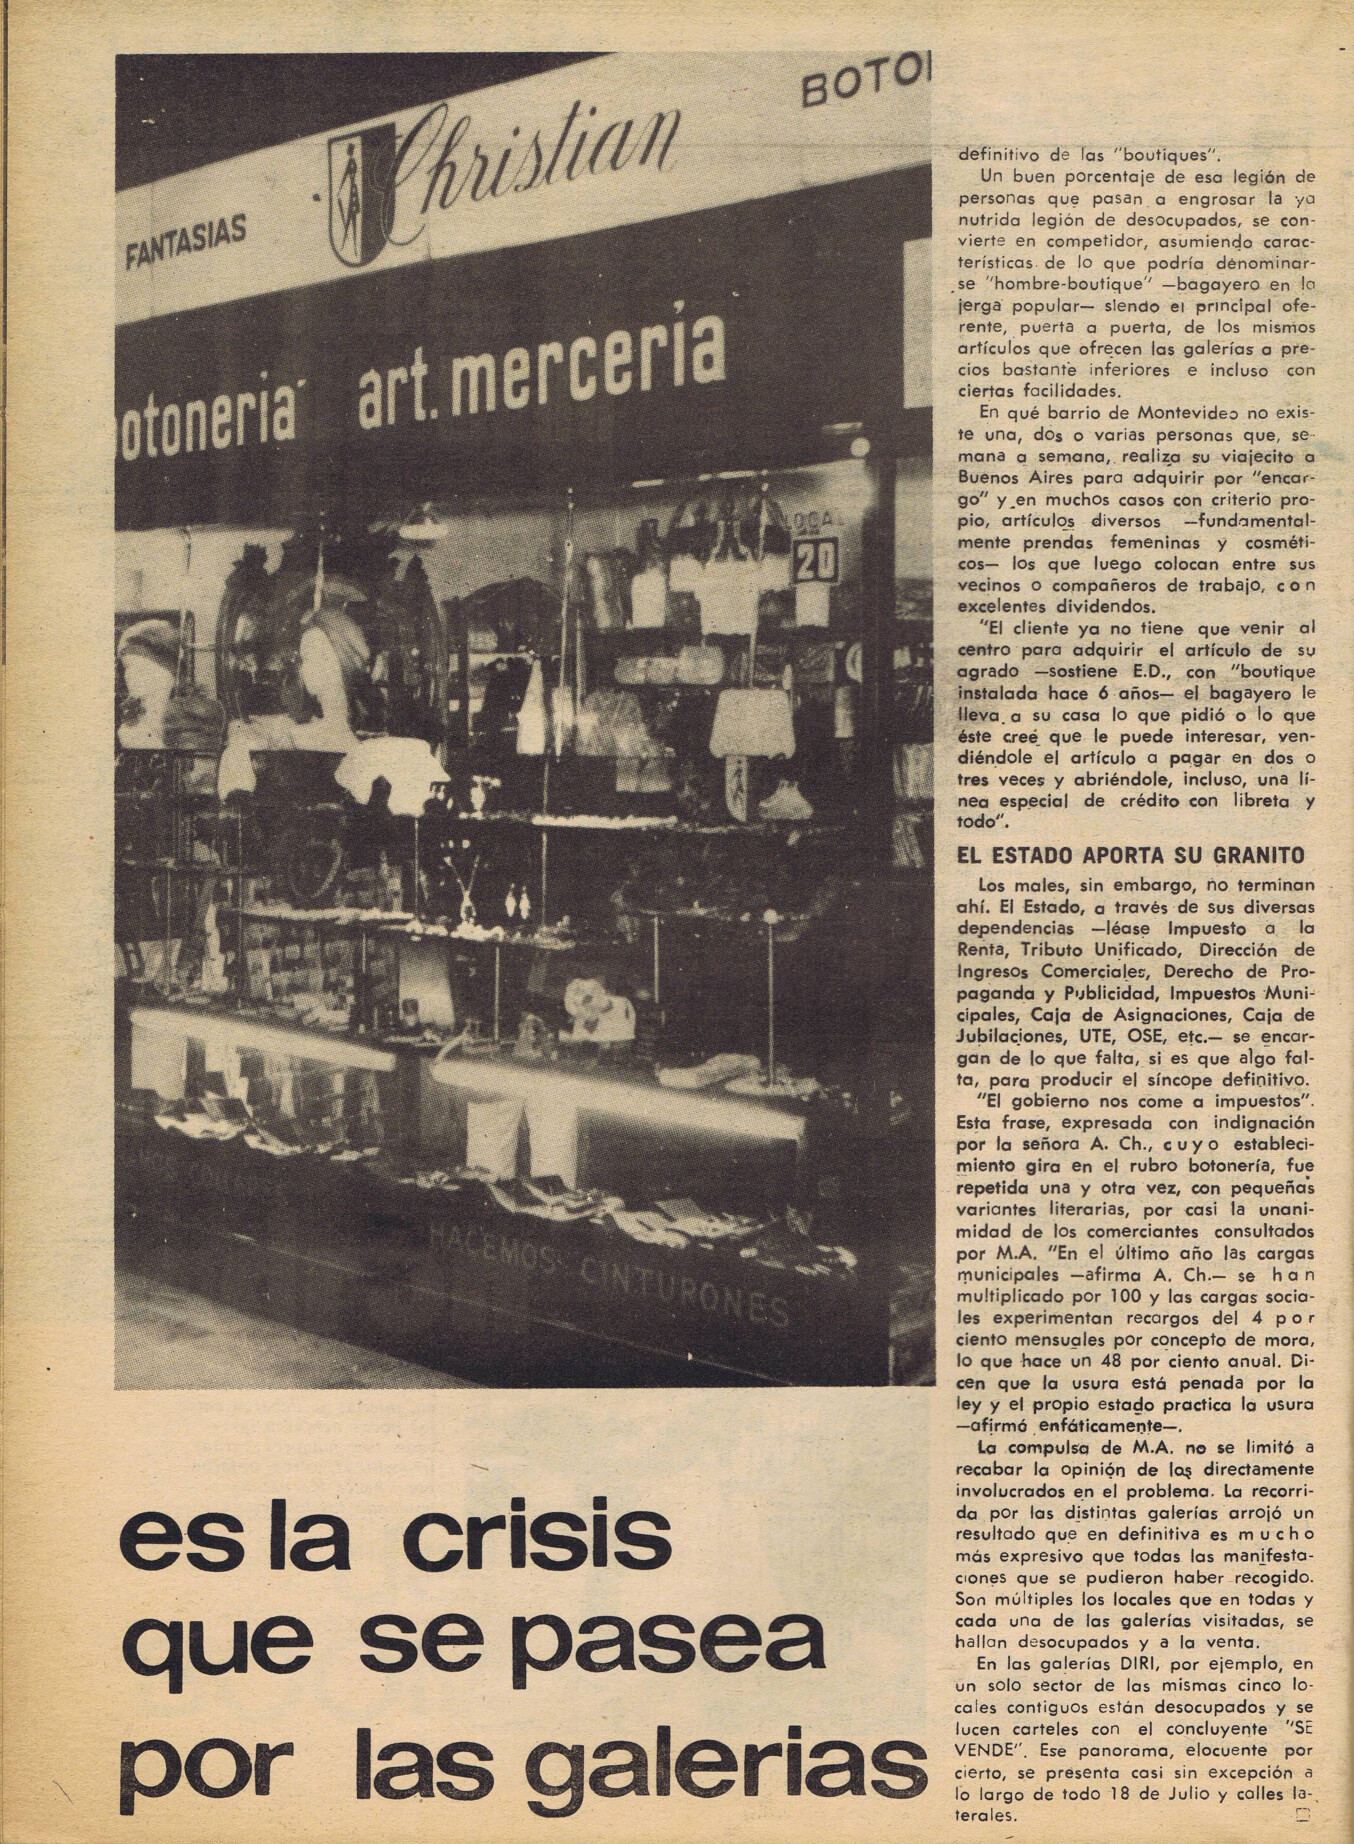 BOTO
Christian
FANTASIAS
otoneria art. mercería
LOCAL
20
HACEMOS CINTURONES
es la crisis
que se pasea
por las galerias
definitivo de las "boutiques".
Un buen porcentaje de esa legión de
personas que pasan a engrosar la ya
nutrida legión de desocupados, se con-
vierte en competidor, asumiendo carac-
terísticas de lo que podría denominar-
se "hombre-boutique" —bagayero en la
jerga popular— siendo el principal ofe-
rente, puerta a puerta, de los mismos
artículos que ofrecen las galerías a pre-
cios bastante inferiores e incluso con
ciertas facilidades.
En qué barrio de Montevideo no exis-
te una, dos o varias personas que, se-
mana a semana, realiza su viajecito a
Buenos Aires para adquirir por "encar-
go" y en muchos casos con criterio pro-
pio, artículos diversos —fundamental-
mente prendas femeninas y cosméti-
cos— los que luego colocan entre sus
vecinos o compañeros de trabajo, con
excelentes dividendos.
"El cliente ya no tiene que venir al
centro para adquirir el artículo de su
agrado —sostiene E.D., con "boutique
instalada hace 6 años— el bagayero le
lleva a su casa lo que pidió o lo que
éste creé que le puede interesar, ven-
diéndole el artículo a pagar en dos o
tres veces y abriéndole, incluso, una lí-
nea especial de crédito con libreta y
todo".
EL ESTADO APORTA SU GRANITO
Los males, sin embargo, no terminan
ahí. El Estado, a través de sus diversas
dependencias —léase Impuesto a la
Renta, Tributo Unificado, Dirección de
Ingresos Comerciales, Derecho de Pro-
paganda y Publicidad, Impuestos Muni-
cipales, Caja de Asignaciones, Caja de
Jubilaciones, UTE, OSE, etc.— se encar-
gan de lo que falta, si es que algo fal-
ta, para producir el síncope definitivo.
"El gobierno nos come a impuestos".
Esta frase, expresada con indignación
por la señora A. Ch., cuyo estableci-
miento gira en el rubro botonería, fue
repetida una y otra vez, con pequeñas
variantes literarias, por casi la unani-
midad de los comerciantes consultados
por M.A. "En el último año las cargas
municipales —afirma A. Ch.— se han
multiplicado por 100 y las cargas socia-
les experimentan recargos del 4 por
ciento mensuales por concepto de mora,
lo que hace un 48 por ciento anual. Di-
cen que la usura está penada por la
ley y el propio estado practica la usura
—afirmó enfáticamente—.
La compulsa de M.A. no se limitó a
recabar la opinión de los directamente
involucrados en el problema. La recorri-
da por las distintas galerías arrojó un
resultado que en definitiva es mucho
más expresivo que todas las manifesta-
ciones que se pudieron haber recogido.
Son múltiples los locales que en todas y
cada una de las galerías visitadas, se
hallan desocupados y a la venta.
En las galerías DIRI, por ejemplo, en
un solo sector de las mismas cinco lo-
cales contiguos están desocupados y se
lucen carteles con el concluyente "SE
VENDE". Ese panorama, elocuente por
cierto, se presenta casi sin excepción a
lo largo de todo 18 de Julio y calles la-
terales.